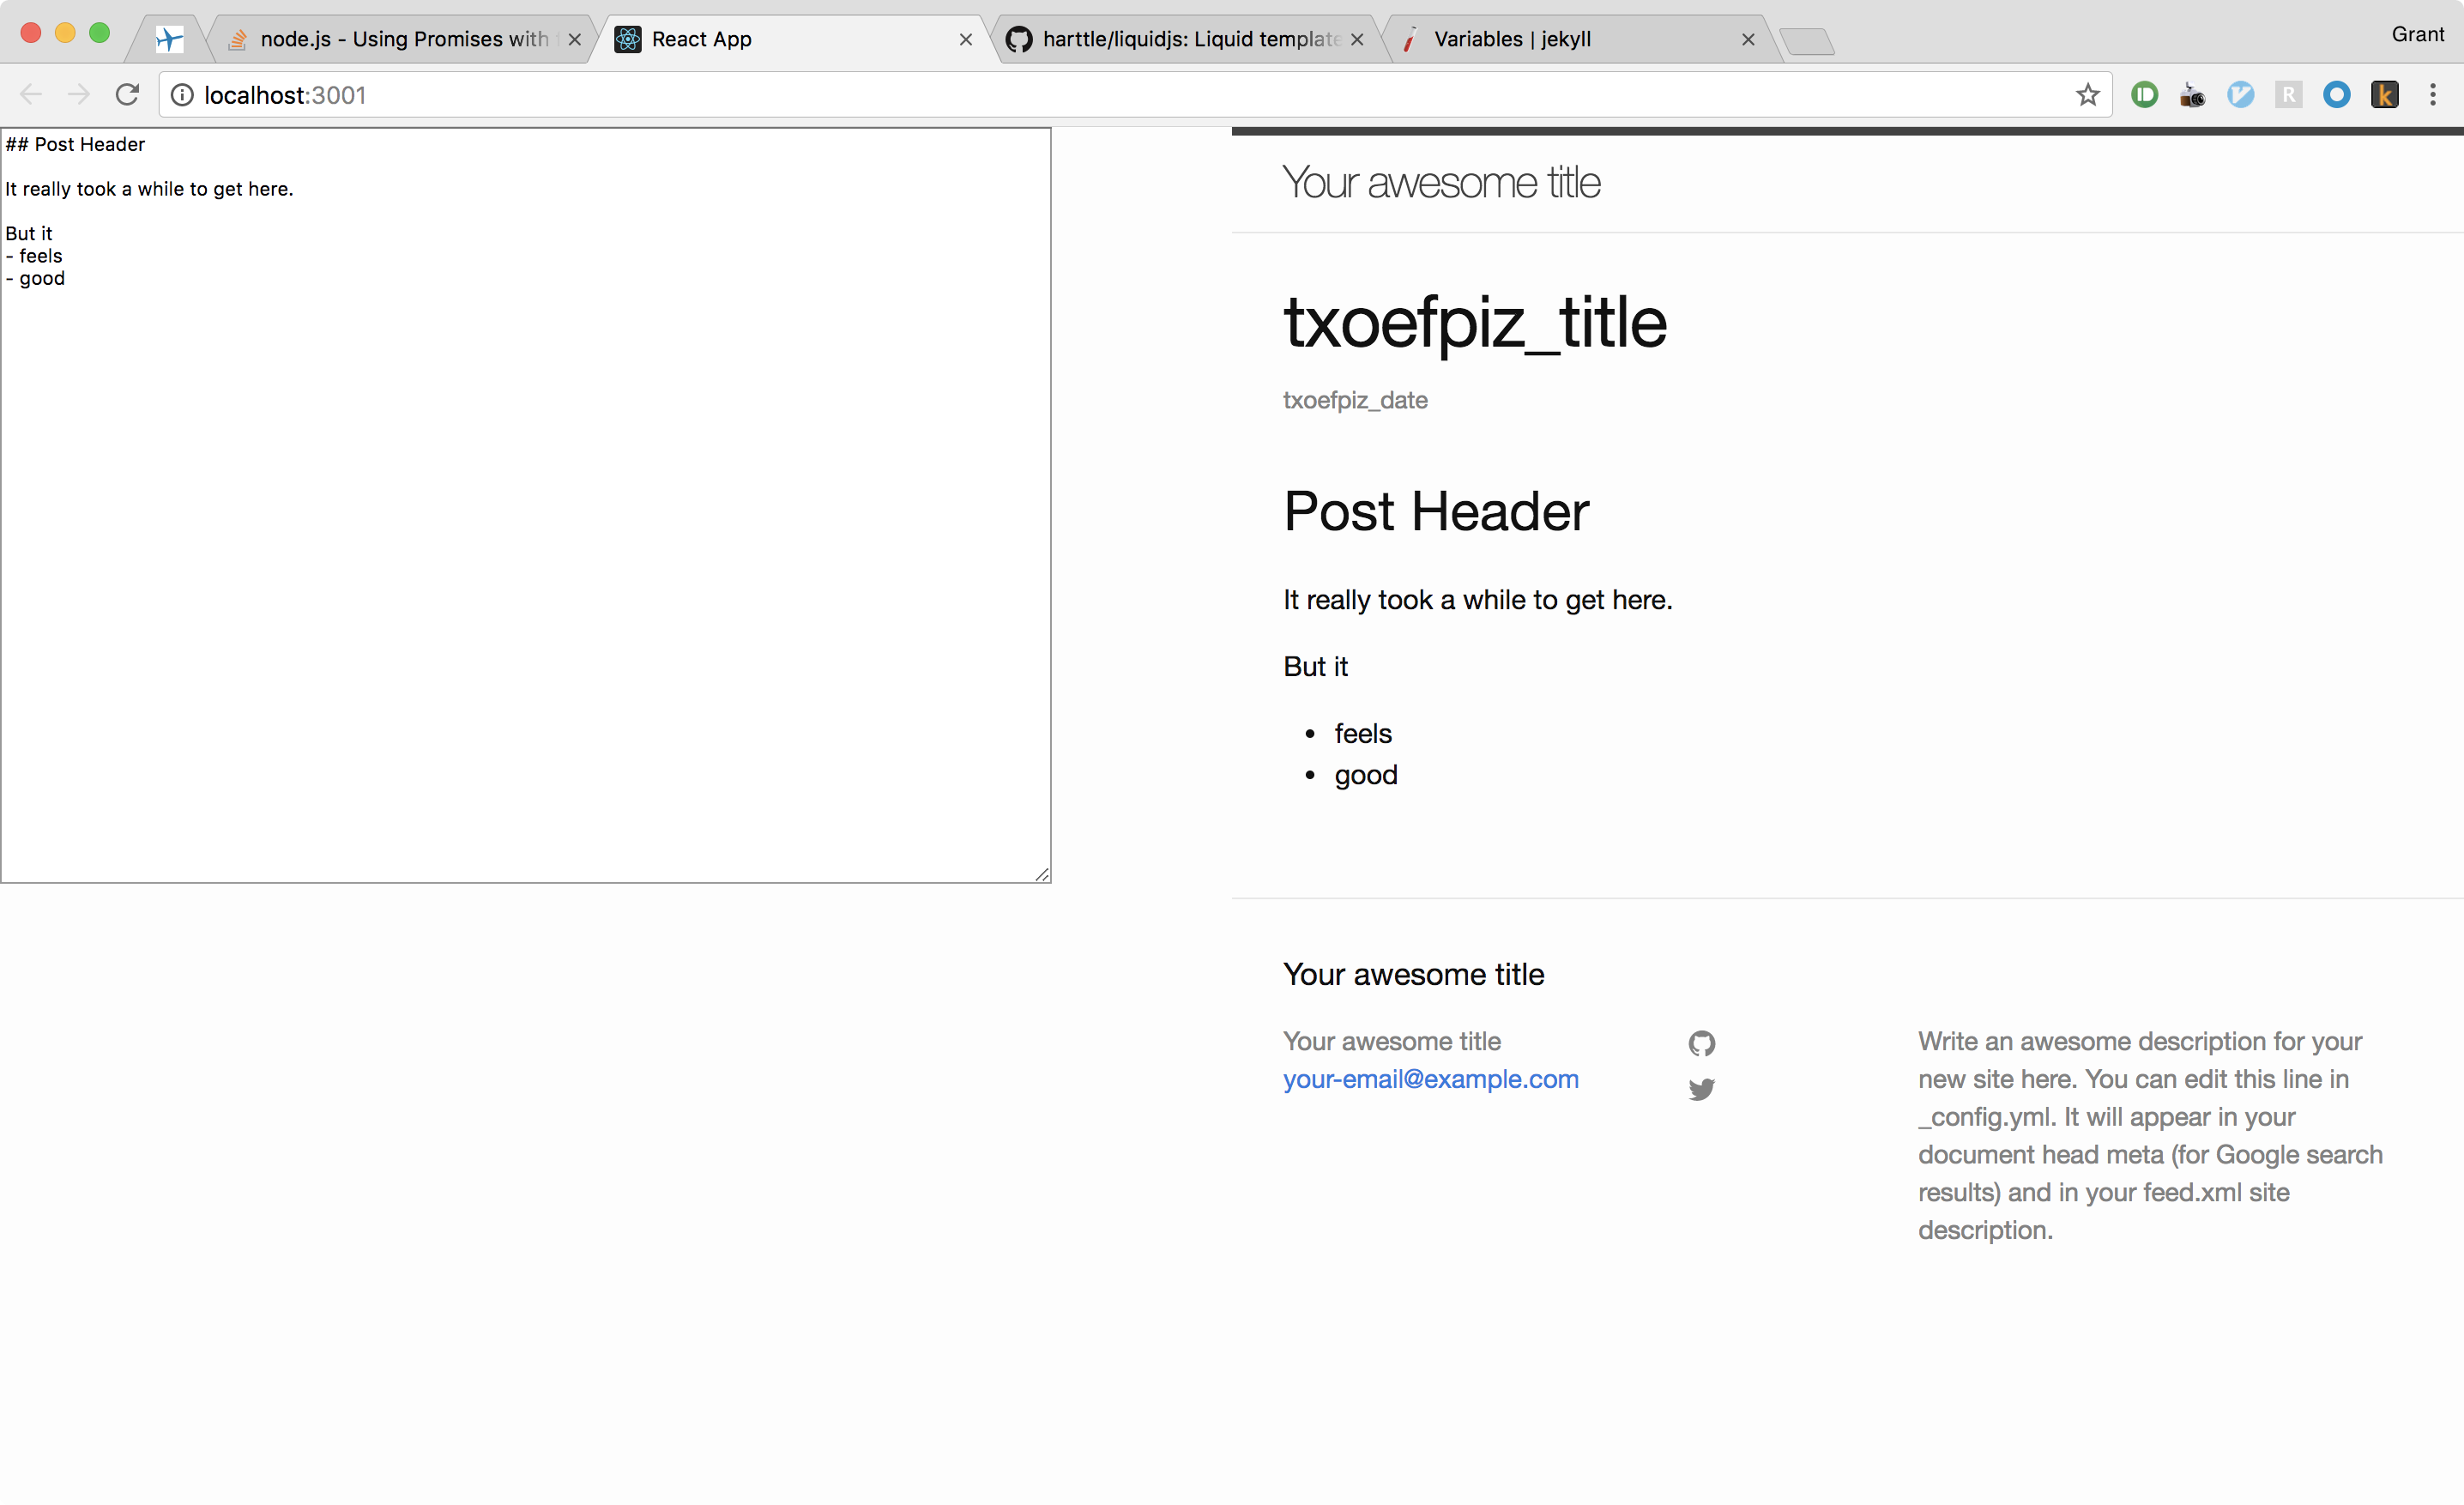 node.js - Using Promises with
React App
harttle/liquidjs: Liquid template
Variables | jekyll
Grant
localhost:3001
## Post Header
It really took a while to get here.
But it
- feels
- good
Your awesome title
txoefpiz_title
txoefpiz_date
Post Header
It really took a while to get here.
But it
• feels
• good
Your awesome title
Your awesome title
your-email@example.com
Write an awesome description for your
new site here. You can edit this line in
_config.yml. It will appear in your
document head meta (for Google search
results) and in your feed.xml site
description.